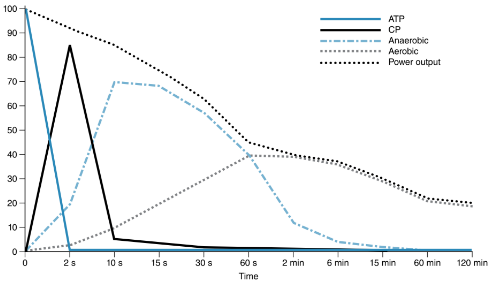 100
90
80
70
60
50
40
30
20
10
0
ATP
CP
Anaerobic
Aerobic
Power output
0 2 s 10 s 15 s 30 s 60 s 2 min 6 min 15 min 60 min 120 min
Time